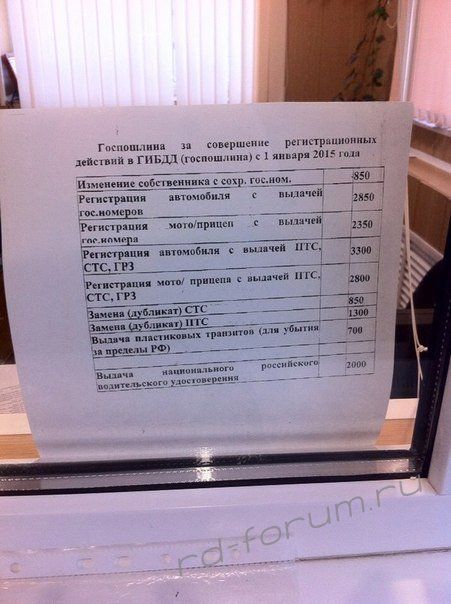 Госпошлина за совершение регистрационных
действий в ГИБДД (госпошлина) с 1 января 2015 года
Изменение собственника с сохр. гос.ном. 850
Регистрация автомобиля с выдачей
гос.номеров 2850
Регистрация мото/прицеп с выдачей
гос.номера 2350
Регистрация автомобиля с выдачей ПТС,
СТС, ГРЗ 3300
Регистрация мото/ прицепа с выдачей ПТС,
СТС, ГРЗ 2800
Замена (дубликат) СТС 850
Замена (дубликат) ПТС 1300
Выдача пластиковых транзитов (для убытия
за пределы РФ) 700
Выдача национального российского
водительского удостоверения 2000
rd-forum.ru